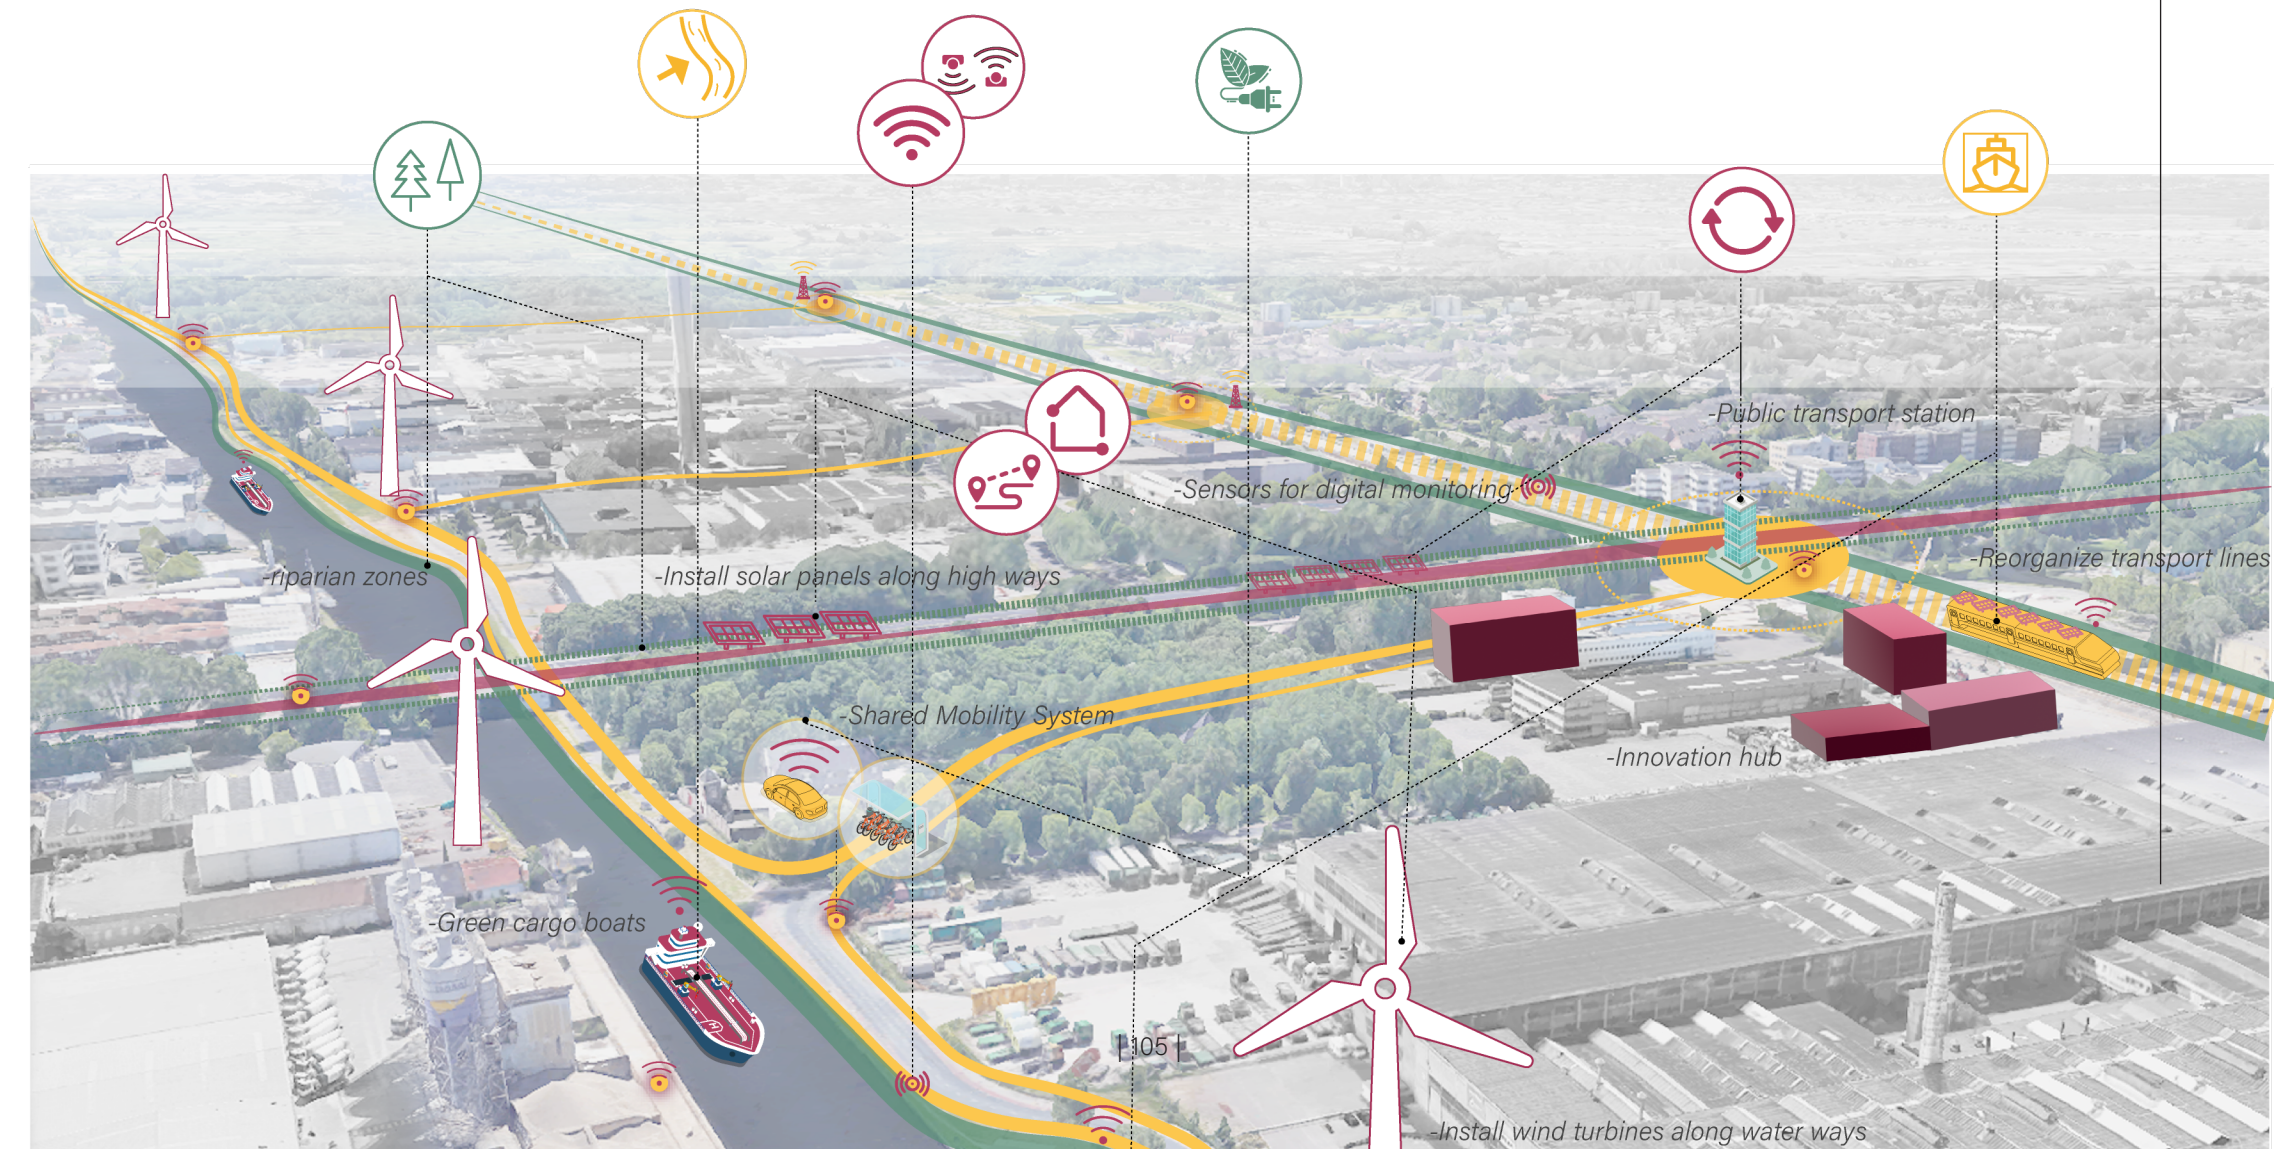 -Public transport station
-Sensors for digital monitoring
-Reorganize transport lines
-riparian zones
-Install solar panels along high ways
-Shared Mobility System
-Innovation hub
-Green cargo boats
| 105 |
-Install wind turbines along water ways